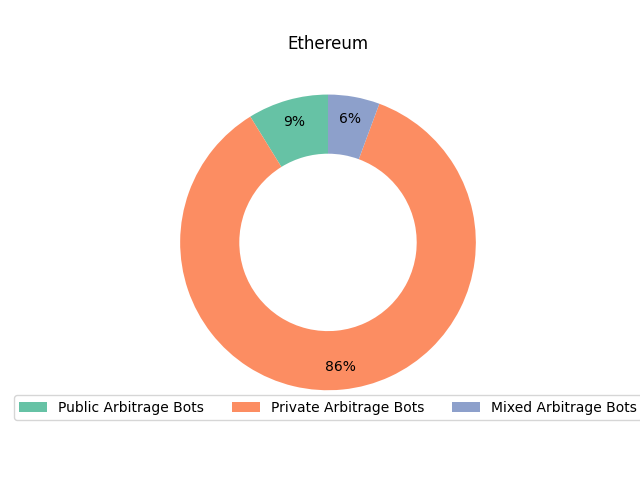 Ethereum
9%
6%
86%
Public Arbitrage Bots
Private Arbitrage Bots
Mixed Arbitrage Bots